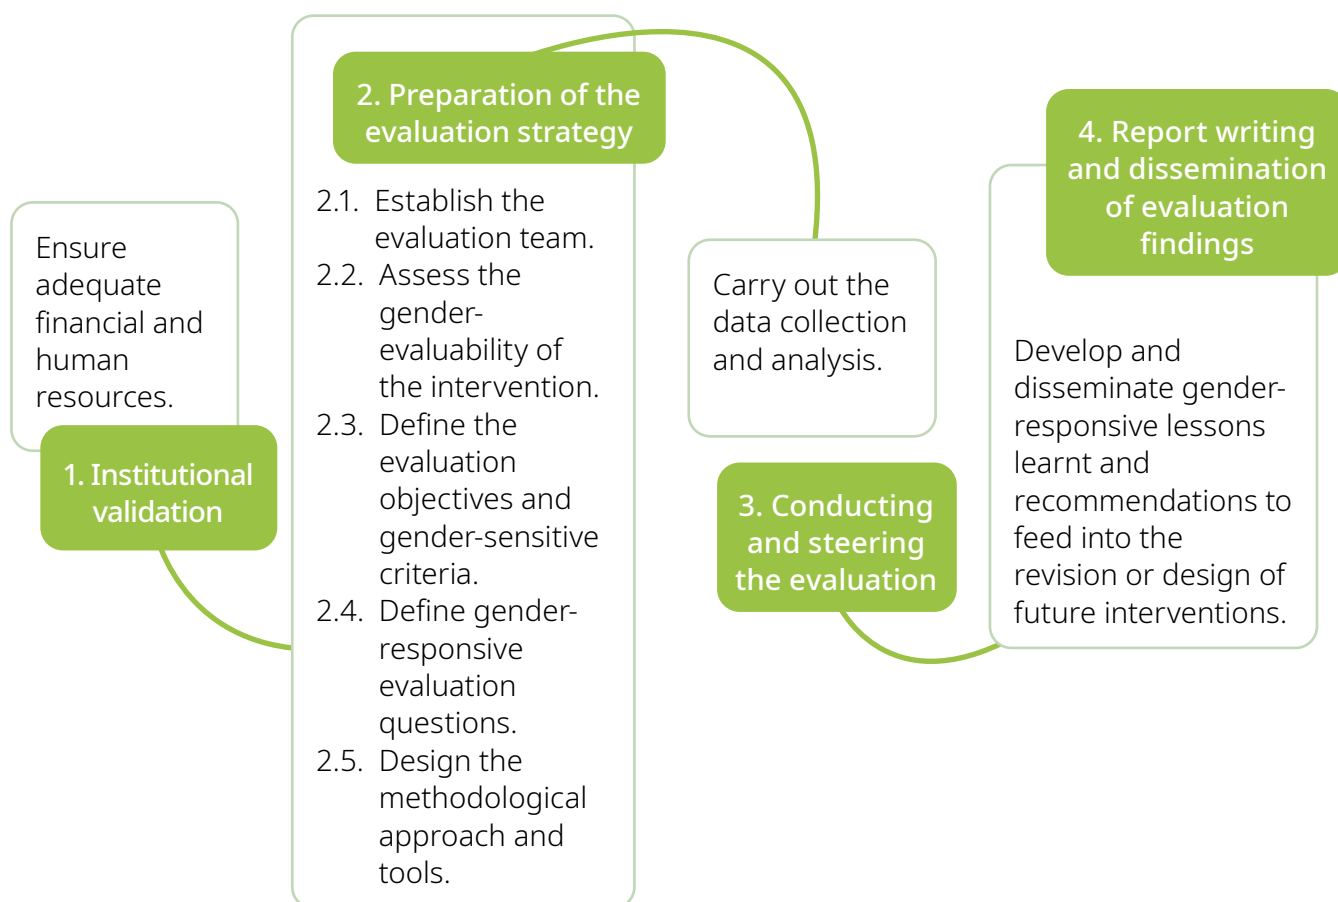 Ensure
adequate
financial and
human
resources.
1. Institutional
validation
2. Preparation of the
evaluation strategy
2.1. Establish the
evaluation team.
2.2. Assess the
gender-
evaluability of
the intervention.
2.3. Define the
evaluation
objectives and
gender-sensitive
criteria.
2.4. Define gender-
responsive
evaluation
questions.
2.5. Design the
methodological
approach and
tools.
Carry out the
data collection
and analysis.
3. Conducting
and steering
the evaluation
4. Report writing
and dissemination
of evaluation
findings
Develop and
disseminate gender-
responsive lessons
learnt and
recommendations to
feed into the
revision or design of
future interventions.